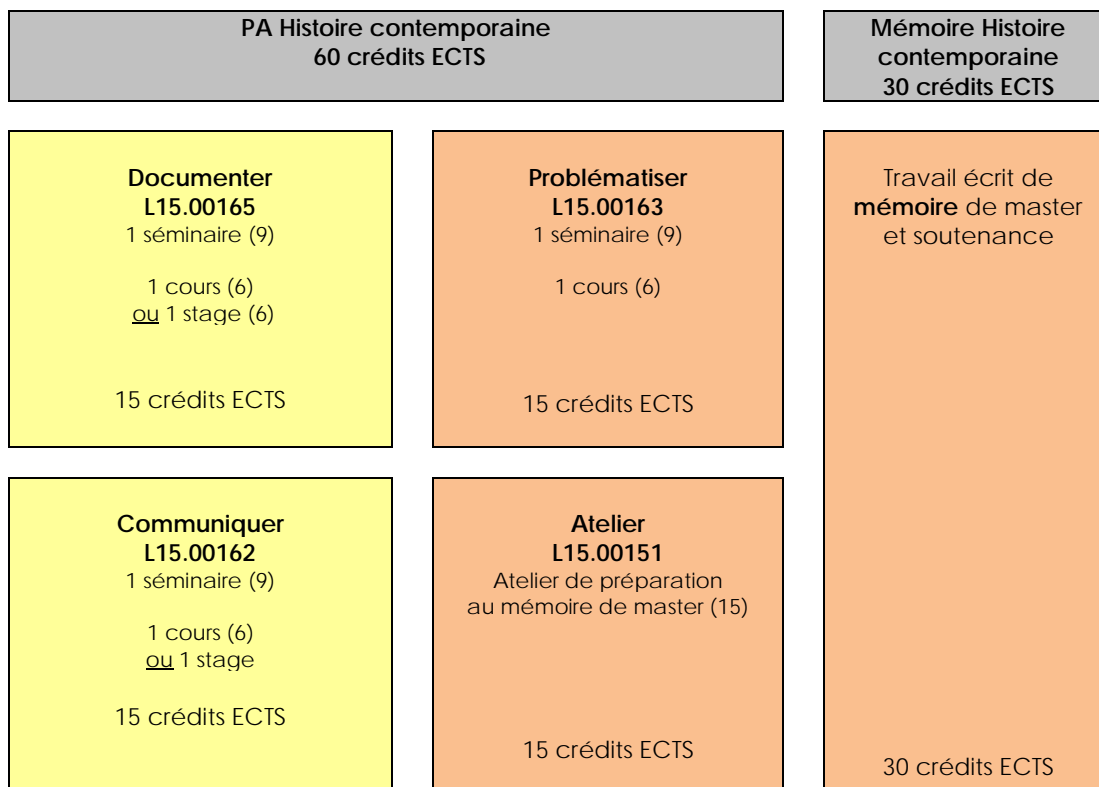 PA Histoire contemporaine
60 crédits ECTS
Mémoire Histoire
contemporaine
30 crédits ECTS
Documenter
L15.00165
1 séminaire (9)
1 cours (6)
ou 1 stage (6)
15 crédits ECTS
Problématiser
L15.00163
1 séminaire (9)
1 cours (6)
15 crédits ECTS
Travail écrit de
mémoire de master
et soutenance
30 crédits ECTS
Communiquer
L15.00162
1 séminaire (9)
1 cours (6)
ou 1 stage
15 crédits ECTS
Atelier
L15.00151
Atelier de préparation
au mémoire de master (15)
15 crédits ECTS